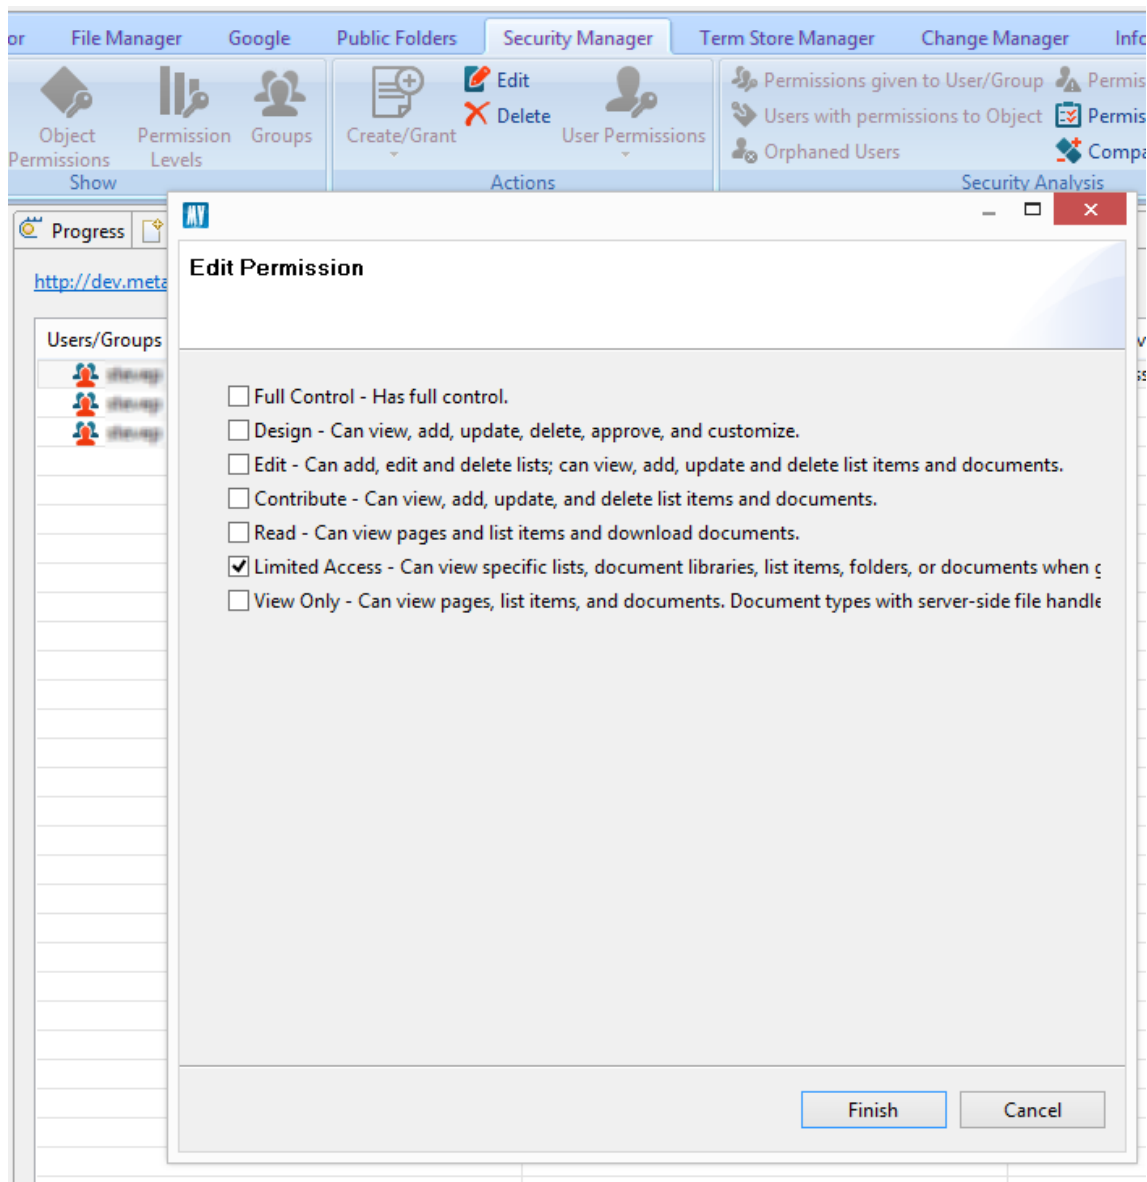 or File Manager Google Public Folders Security Manager Term Store Manager Change Manager Info
Edit Permissions given to User/Group Permis
Object Permission Groups Create/Grant Delete User Permissions Users with permissions to Object Permis
Permissions Levels Orphaned Users Compa
Show Actions Security Analysis
Progress
MV
http://dev.meta
Edit Permission
Users/Groups
Full Control - Has full control.
Design - Can view, add, update, delete, approve, and customize.
Edit - Can add, edit and delete lists; can view, add, update and delete list items and documents.
Contribute - Can view, add, update, and delete list items and documents.
Read - Can view pages and list items and download documents.
Limited Access - Can view specific lists, document libraries, list items, folders, or documents when g
View Only - Can view pages, list items, and documents. Document types with server-side file handle
Finish Cancel